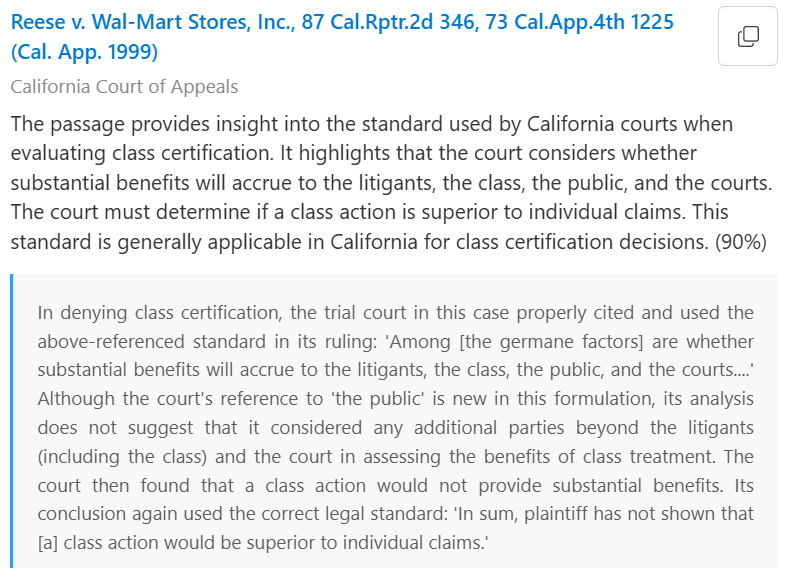 Reese v. Wal-Mart Stores, Inc., 87 Cal.Rptr.2d 346, 73 Cal.App.4th 1225
(Cal. App. 1999)
California Court of Appeals
The passage provides insight into the standard used by California courts when
evaluating class certification. It highlights that the court considers whether
substantial benefits will accrue to the litigants, the class, the public, and the courts.
The court must determine if a class action is superior to individual claims. This
standard is generally applicable in California for class certification decisions. (90%)
In denying class certification, the trial court in this case properly cited and used the
above-referenced standard in its ruling: 'Among [the germane factors] are whether
substantial benefits will accrue to the litigants, the class, the public, and the courts....'
Although the court's reference to 'the public' is new in this formulation, its analysis
does not suggest that it considered any additional parties beyond the litigants
(including the class) and the court in assessing the benefits of class treatment. The
court then found that a class action would not provide substantial benefits. Its
conclusion again used the correct legal standard: 'In sum, plaintiff has not shown that
[a] class action would be superior to individual claims.'